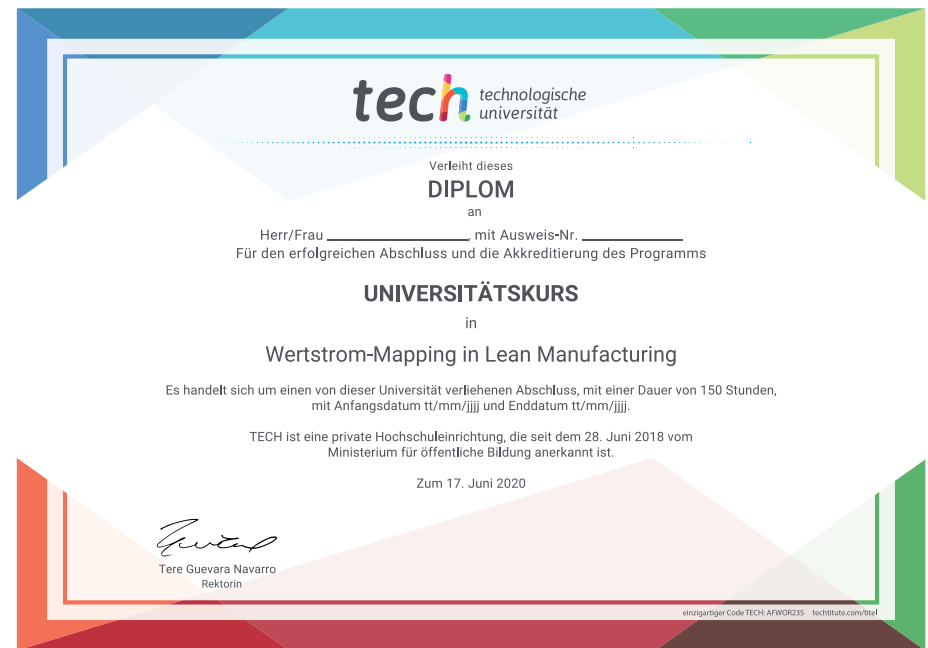 tech technologische
universität
Verleiht dieses
DIPLOM
an
Herr/Frau ____________________, mit Ausweis-Nr. ______________
Für den erfolgreichen Abschluss und die Akkreditierung des Programms
UNIVERSITÄTSKURS
in
Wertstrom-Mapping in Lean Manufacturing
Es handelt sich um einen von dieser Universität verliehenen Abschluss, mit einer Dauer von 150 Stunden,
mit Anfangsdatum tt/mm/jjjj und Enddatum tt/mm/jjjj.
TECH ist eine private Hochschuleinrichtung, die seit dem 28. Juni 2018 vom
Ministerium für öffentliche Bildung anerkannt ist.
Zum 17. Juni 2020
Tere Guevara Navarro
Rektorin
einzigartiger Code TECH: AFWOR23S techtitute.com/titel